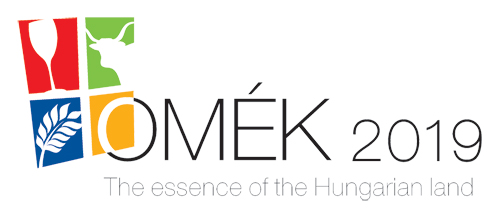 OMÉK 2019
The essence of the Hungarian land